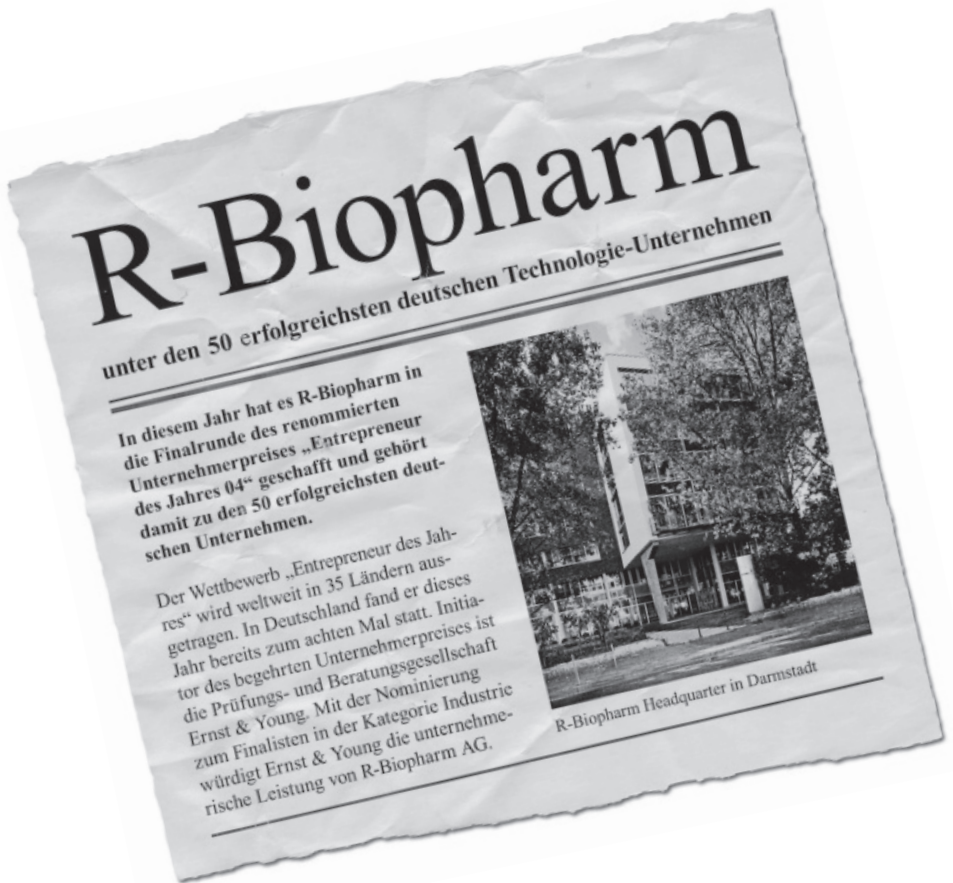 R-Biopharm
unter den 50 erfolgreichsten deutschen Technologie-Unternehmen
In diesem Jahr hat es R-Biopharm in
die Finalrunde des renommierten
Unternehmerpreises „Entrepreneur
des Jahres 04“ geschafft und gehört
damit zu den 50 erfolgreichsten deut-
schen Unternehmen.
Der Wettbewerb „Entrepreneur des Jah-
res“ wird weltweit in 35 Ländern aus-
getragen. In Deutschland fand er dieses
Jahr bereits zum achten Mal statt. Initia-
tor des begehrten Unternehmerpreises ist
die Prüfungs- und Beratungsgesellschaft
Ernst & Young. Mit der Nominierung
zum Finalisten in der Kategorie Industrie
würdigt Ernst & Young die unternehme-
rische Leistung von R-Biopharm AG.
R-Biopharm Headquarter in Darmstadt